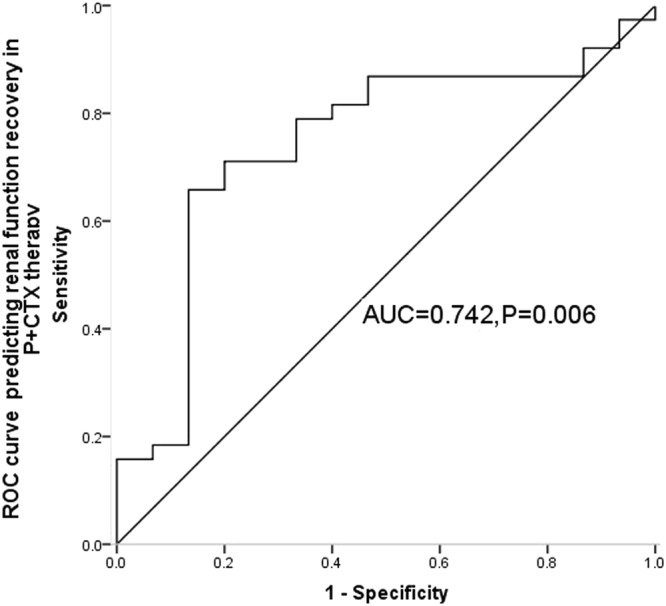 ROC curve predicting renal function recovery in
P+CTX therapy
Sensitivity
1.0
0.8
0.6
0.4
0.2
0.0
AUC=0.742,P=0.006
0.0 0.2 0.4 0.6 0.8 1.0
1 - Specificity